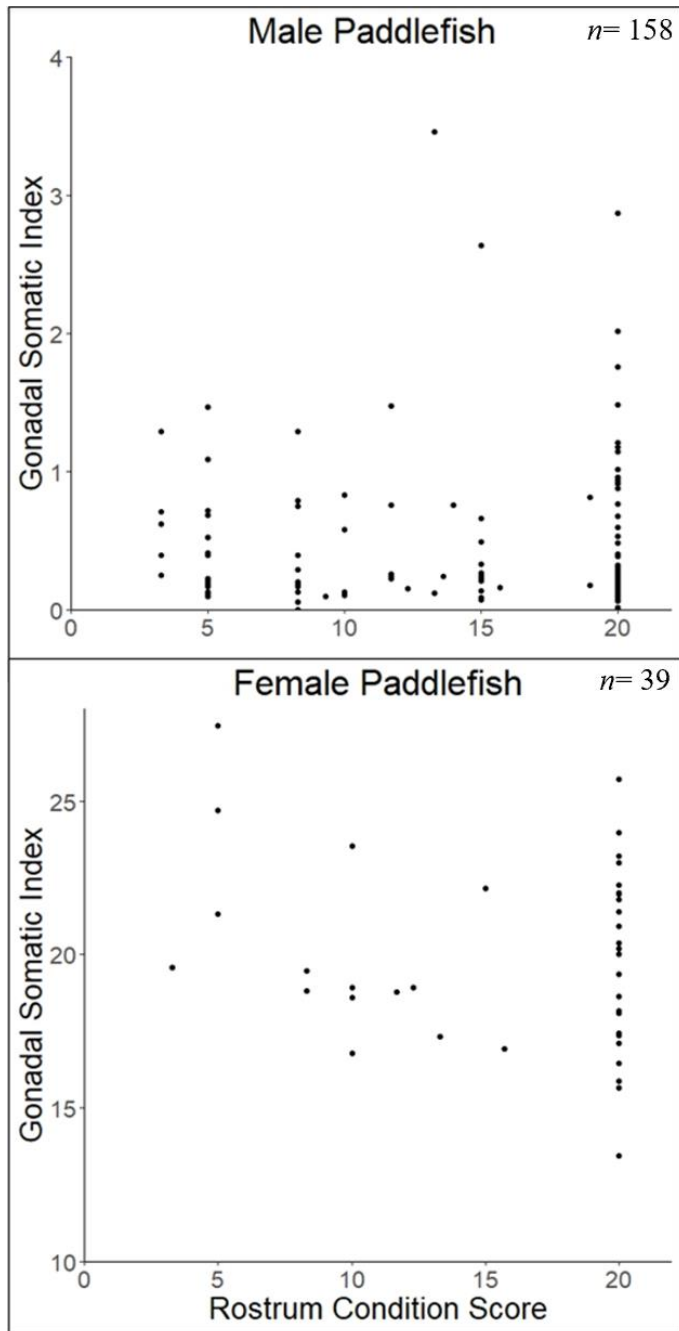 Male Paddlefish n= 158
Gonadal Somatic Index
4
3
2
1
0
0 5 10 15 20
Female Paddlefish n= 39
Gonadal Somatic Index
25
20
15
10
0 5 10 15 20
Rostrum Condition Score